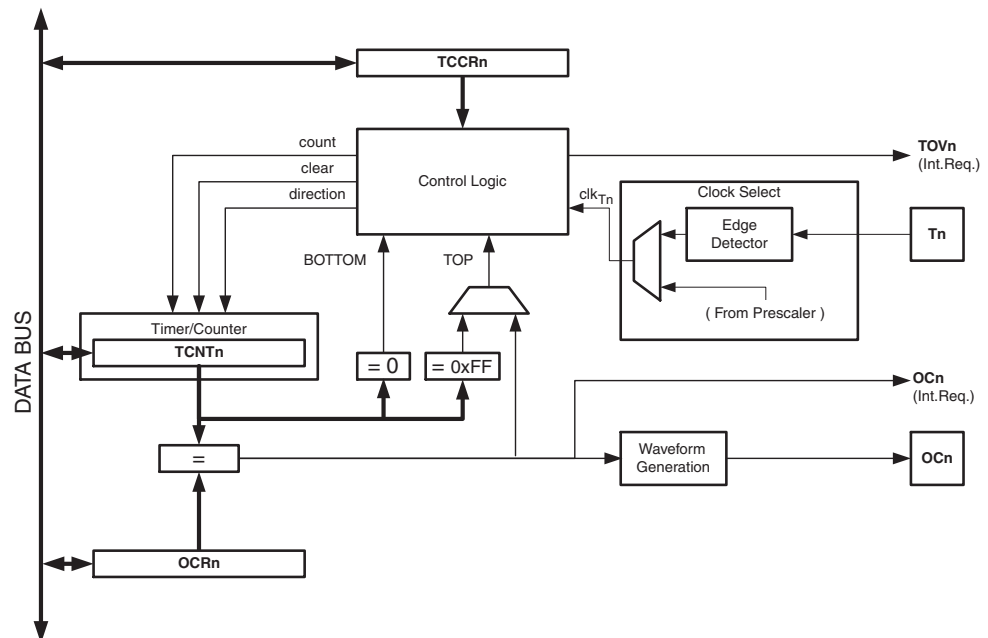 TCCRn
count
clear
direction
Control Logic
TOVn
(Int.Req.)
clkTn
Clock Select
Edge
Detector
Tn
( From Prescaler )
BOTTOM
TOP
DATA BUS
Timer/Counter
TCNTn
= 0
= 0xFF
OCn
(Int.Req.)
=
Waveform
Generation
OCn
OCRn